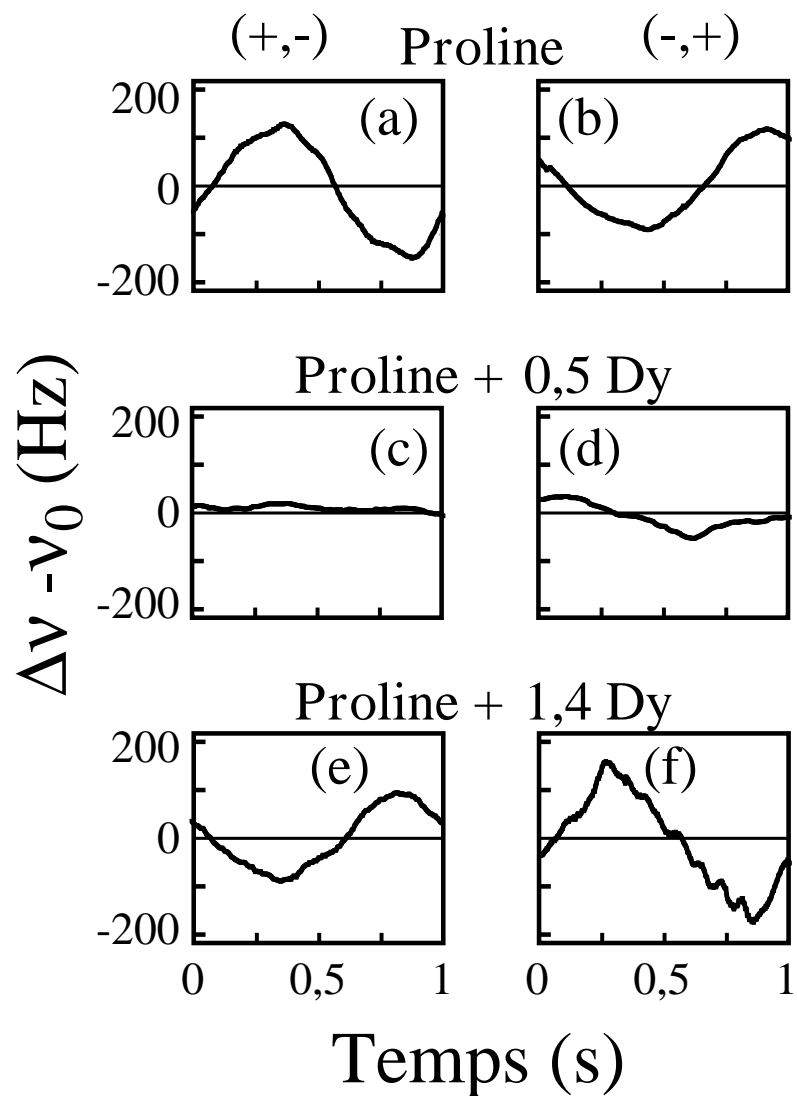 (+,-) Proline (-,+)
200 (a) (b)
0
-200
Proline + 0,5 Dy
200 (c) (d)
0
-200
Δν -ν0 (Hz)
Proline + 1,4 Dy
200 (e) (f)
0
-200
0 0,5 1 0 0,5 1
Temps (s)